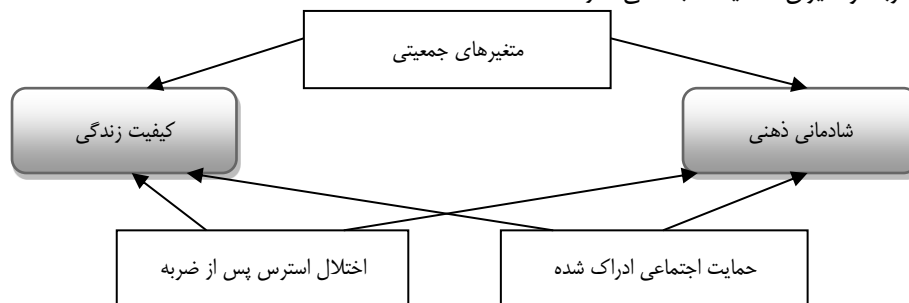 متغیرهای جمعیتی
شادمانی ذهنی
کیفیت زندگی
حمایت اجتماعی ادراک شده
اختلال استرس پس از ضربه